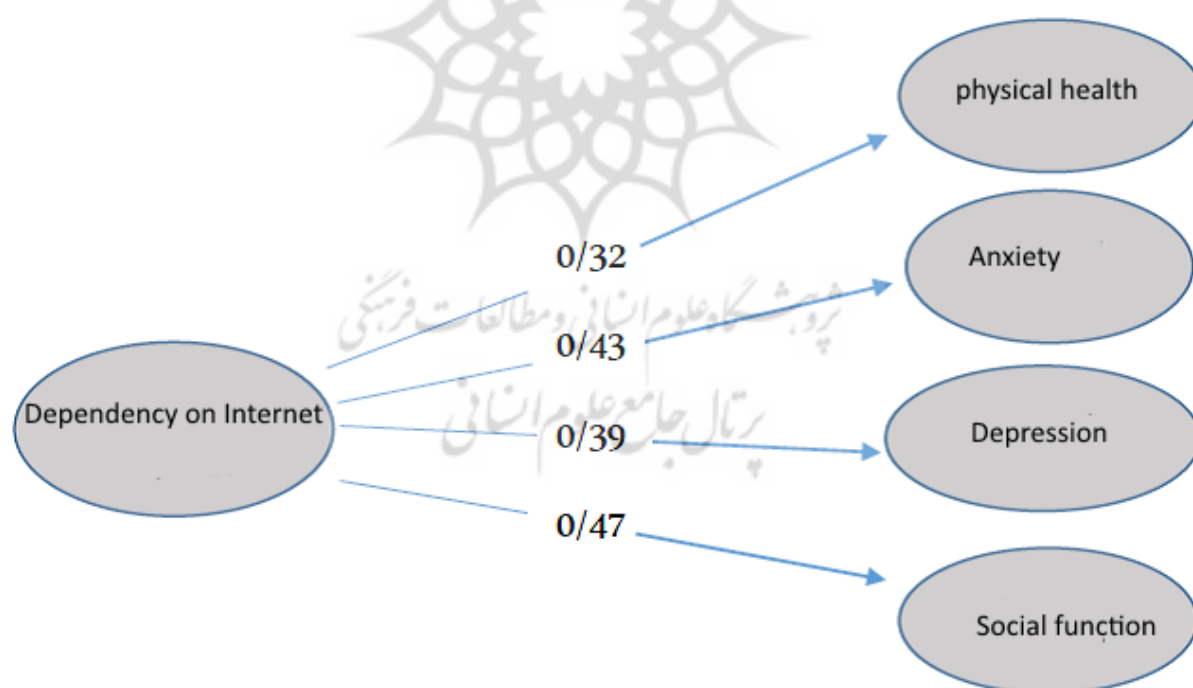 physical health
0/32
Anxiety
پژوهشگاه علوم انسانی و مطالعات فرهنگی
0/43
Dependency on Internet
پرتال جامع علوم انسانی
0/39
Depression
0/47
Social function